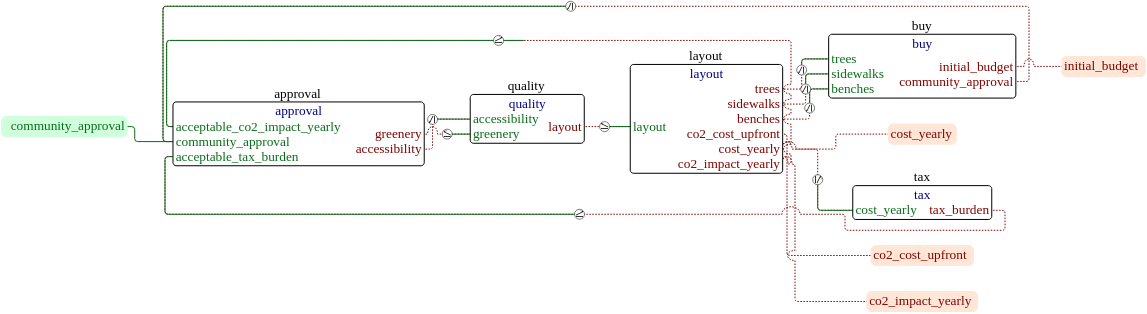 buy
buy
trees
sidewalks
benches
initial_budget
community_approval
initial_budget
layout
layout
layout
trees
sidewalks
benches
co2_cost_upfront
cost_yearly
co2_impact_yearly
quality
quality
accessibility
greenery
layout
approval
approval
acceptable_co2_impact_yearly
community_approval
acceptable_tax_burden
greenery
accessibility
community_approval
cost_yearly
tax
tax
cost_yearly
tax_burden
co2_cost_upfront
co2_impact_yearly